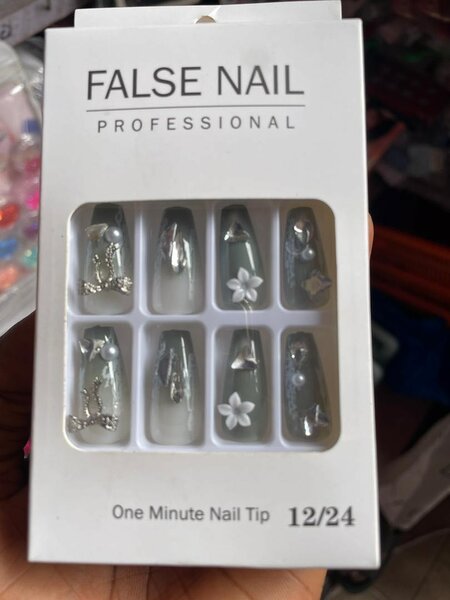 FALSE NAIL
PROFESSIONAL
One Minute Nail Tip 12/24